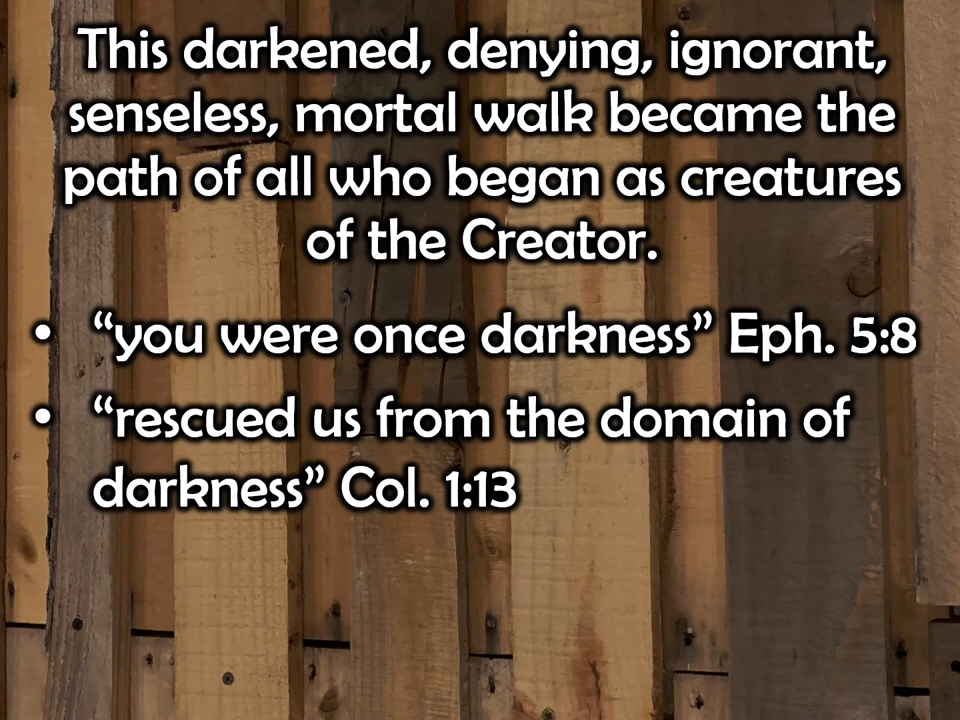 This darkened, denying, ignorant,
senseless, mortal walk became the
path of all who began as creatures
of the Creator.
• “you were once darkness” Eph. 5:8
• “rescued us from the domain of
darkness” Col. 1:13